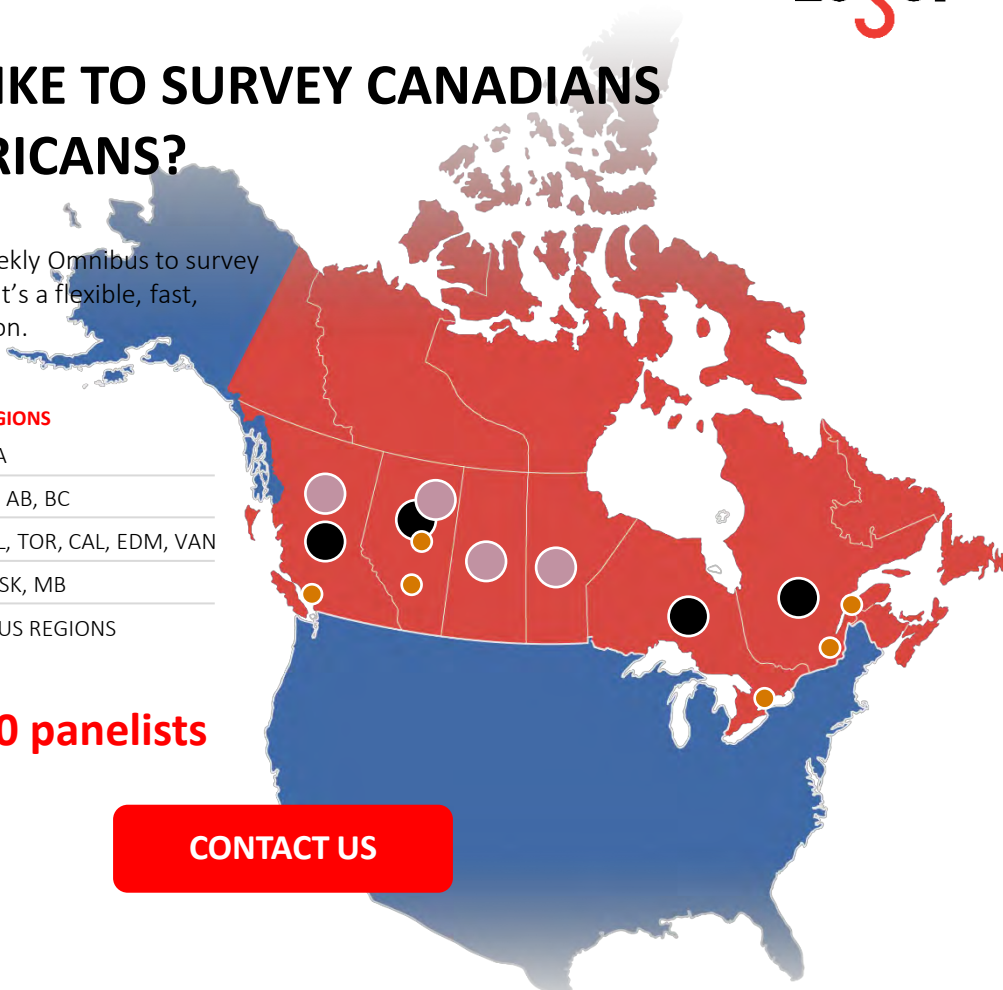 IKE TO SURVEY CANADIANS
RICANS?
ekly Omnibus to survey
t's a flexible, fast,
on.
GIONS
A
AB, BC
L, TOR, CAL, EDM, VAN
SK, MB
US REGIONS
0 panelists
CONTACT US